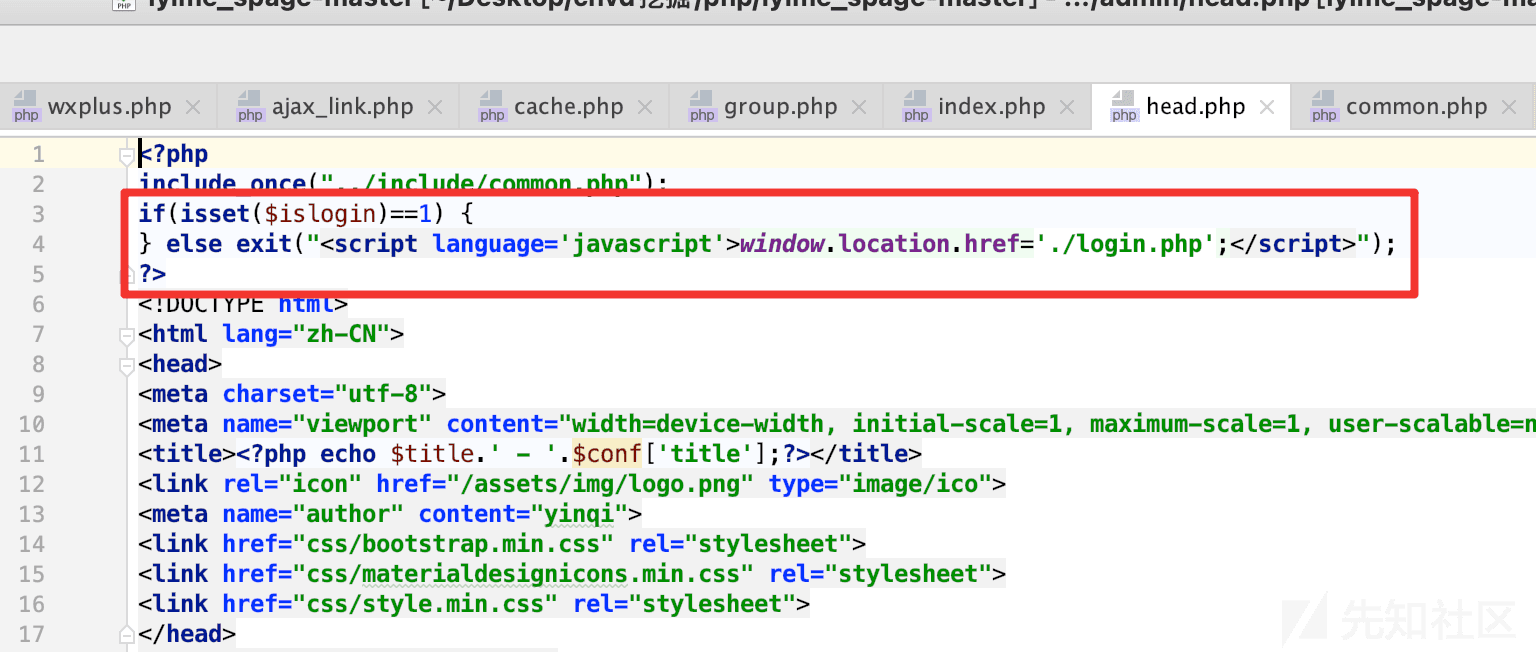 lylme_spage-master [~/Desktop/cnvd挖掘/php/lylme_spage-master] - .../admin/head.php [lylme_spage-ma
wxplus.php ajax_link.php cache.php group.php index.php head.php common.php
1 <?php
2 include_once("../include/common.php");
3 if(isset($islogin)==1) {
4 } else exit("<script language='javascript'>window.location.href='./login.php';</script>");
5 ?>
6 <!DOCTYPE html>
7 <html lang="zh-CN">
8 <head>
9 <meta charset="utf-8">
10 <meta name="viewport" content="width=device-width, initial-scale=1, maximum-scale=1, user-scalable=n
11 <title><?php echo $title.' - '.$conf['title'];?></title>
12 <link rel="icon" href="/assets/img/logo.png" type="image/ico">
13 <meta name="author" content="yinqi">
14 <link href="css/bootstrap.min.css" rel="stylesheet">
15 <link href="css/materialdesignicons.min.css" rel="stylesheet">
16 <link href="css/style.min.css" rel="stylesheet">
17 </head>
先知社区